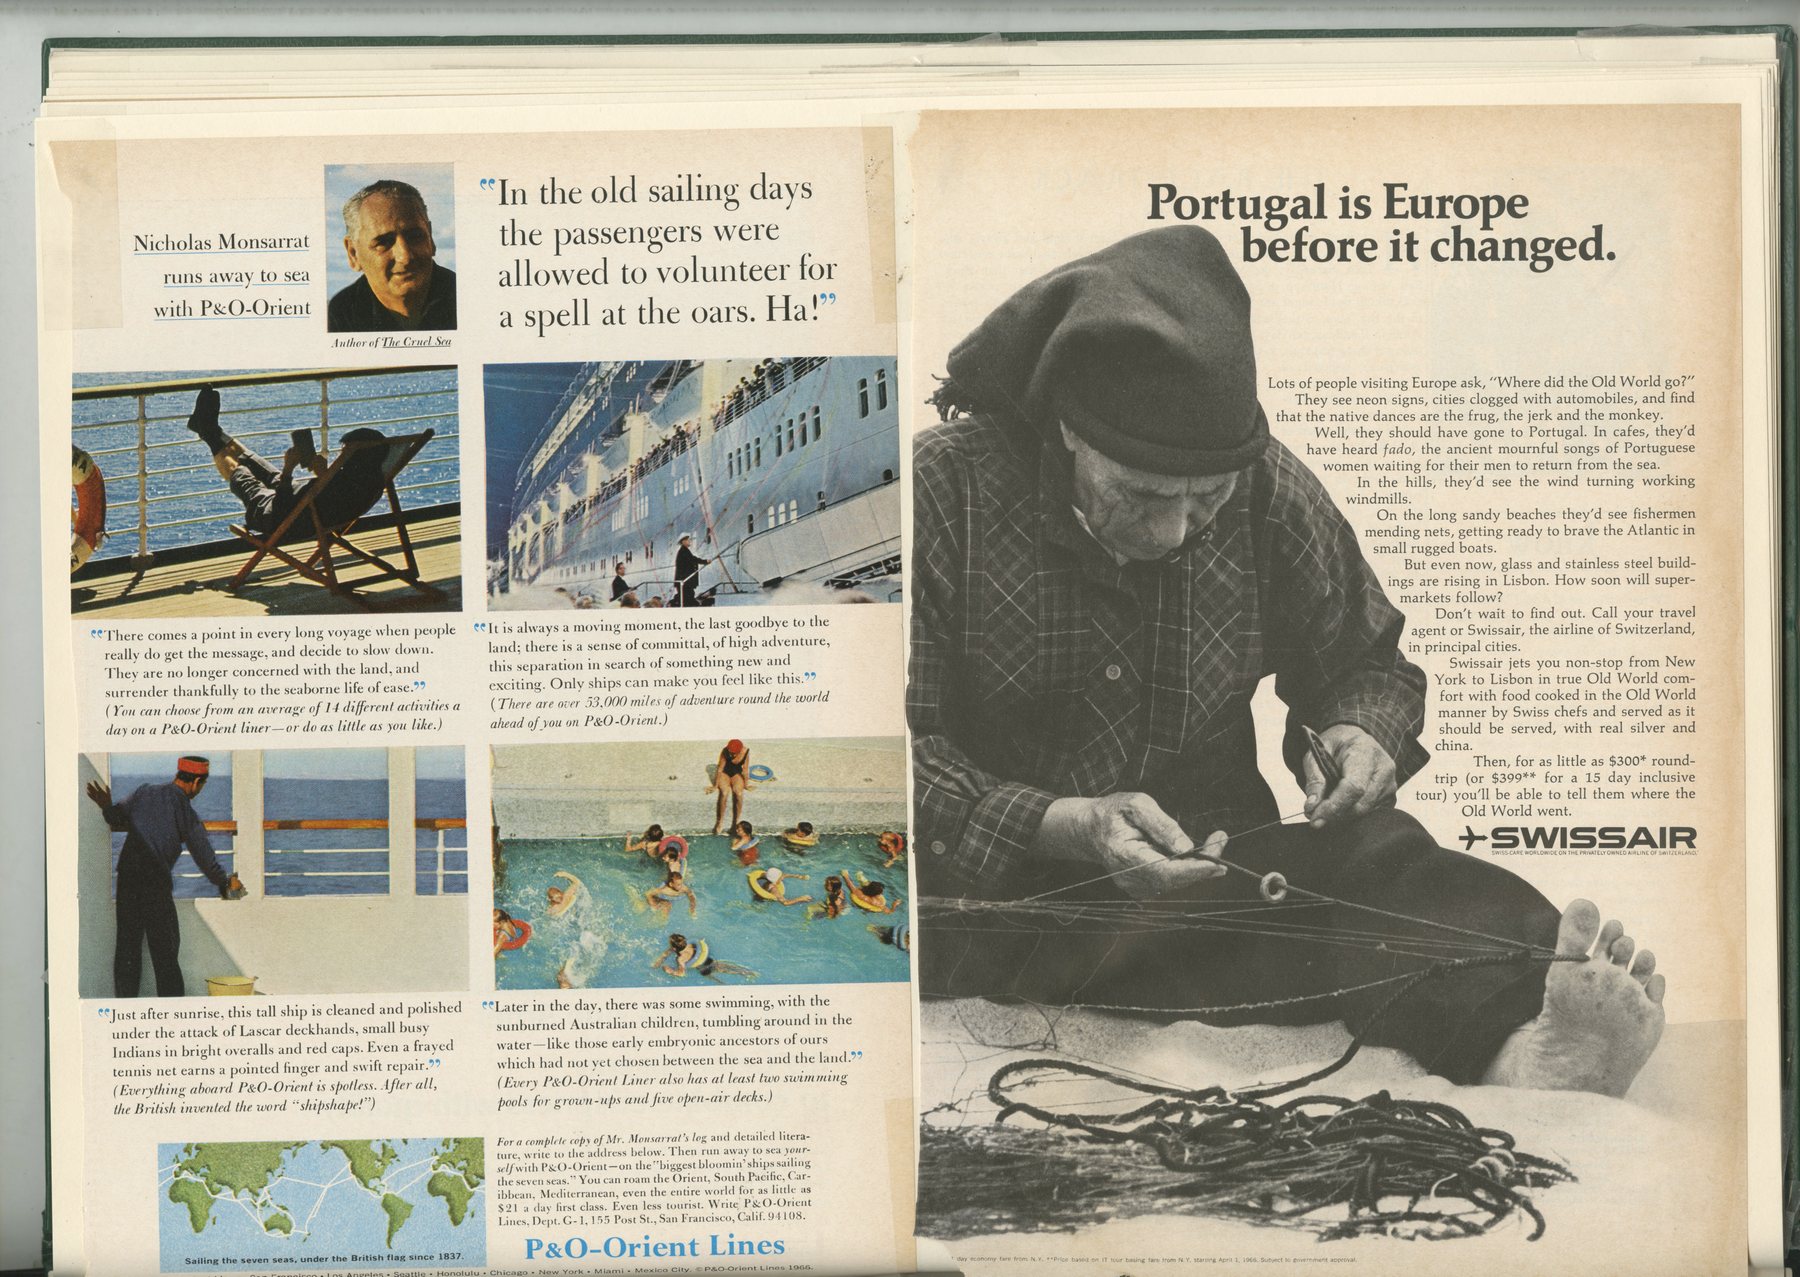 Nicholas Monsarrat
runs away to sea
with P&O-Orient
Author of The Cruel Sea
“In the old sailing days
the passengers were
allowed to volunteer for
a spell at the oars. Ha!”
“There comes a point in every long voyage when people
really do get the message, and decide to slow down.
They are no longer concerned with the land, and
surrender thankfully to the seaborne life of ease.”
(You can choose from an average of 14 different activities a
day on a P&O-Orient liner—or do as little as you like.)
“It is always a moving moment, the last goodbye to the
land; there is a sense of committal, of high adventure,
this separation in search of something new and
exciting. Only ships can make you feel like this.”
(There are over 53,000 miles of adventure round the world
ahead of you on P&O-Orient.)
“Just after sunrise, this tall ship is cleaned and polished
under the attack of Lascar deckhands, small busy
Indians in bright overalls and red caps. Even a frayed
tennis net earns a pointed finger and swift repair.”
(Everything aboard P&O-Orient is spotless. After all,
the British invented the word “shipshape!”)
“Later in the day, there was some swimming, with the
sunburned Australian children, tumbling around in the
water—like those early embryonic ancestors of ours
which had not yet chosen between the sea and the land.”
(Every P&O-Orient Liner also has at least two swimming
pools for grown-ups and five open-air decks.)
Sailing the seven seas, under the British flag since 1837.
For a complete copy of Mr. Monsarrat's log and detailed litera-
ture, write to the address below. Then run away to sea your-
self with P&O-Orient—on the "biggest bloomin' ships sailing
the seven seas." You can roam the Orient, South Pacific, Car-
ibbean, Mediterranean, even the entire world for as little as
$21 a day first class. Even less tourist. Write P&O-Orient
Lines, Dept. G-1, 155 Post St., San Francisco, Calif. 94108.
P&O-Orient Lines
San Francisco • Los Angeles • Seattle • Honolulu • Chicago • New York • Miami • Mexico City. © P&O-Orient Lines 1966.
Portugal is Europe
before it changed.
Lots of people visiting Europe ask, “Where did the Old World go?”
They see neon signs, cities clogged with automobiles, and find
that the native dances are the frug, the jerk and the monkey.
Well, they should have gone to Portugal. In cafes, they'd
have heard fado, the ancient mournful songs of Portuguese
women waiting for their men to return from the sea.
In the hills, they'd see the wind turning working
windmills.
On the long sandy beaches they'd see fishermen
mending nets, getting ready to brave the Atlantic in
small rugged boats.
But even now, glass and stainless steel build-
ings are rising in Lisbon. How soon will super-
markets follow?
Don't wait to find out. Call your travel
agent or Swissair, the airline of Switzerland,
in principal cities.
Swissair jets you non-stop from New
York to Lisbon in true Old World com-
fort with food cooked in the Old World
manner by Swiss chefs and served as it
should be served, with real silver and
china.
Then, for as little as $300* round-
trip (or $399** for a 15 day inclusive
tour) you'll be able to tell them where the
Old World went.
SWISSAIR
SWISS CARE WORLDWIDE ON THE PRIVATELY OWNED AIRLINE OF SWITZERLAND.
day economy fare from N.Y. **Price based on IT tour basing fare from N.Y. starting April 1, 1966. Subject to government approval.